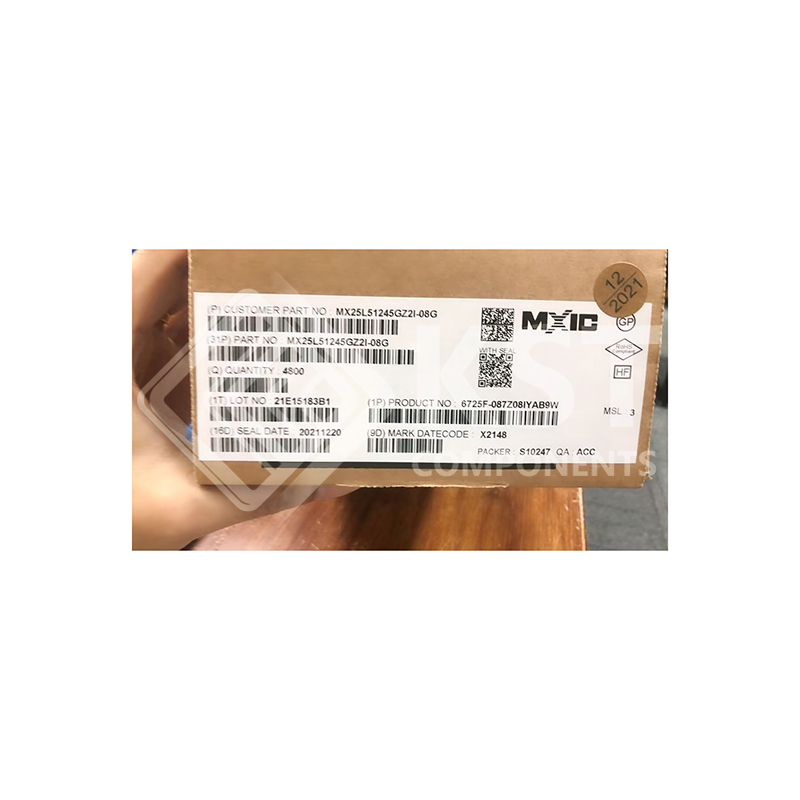 12
2021
(P) CUSTOMER PART NO : MX25L51245GZ2I-08G
MXIC
GP
(31P) PART NO : MX25L51245GZ2I-08G
WITH SEAL
RoHS
Compliant
(Q) QUANTITY : 4800
HF
(1T) LOT NO : 21E15183B1
(1P) PRODUCT NO : 6725F-087Z08IYAB9W
MSL : 3
(16D) SEAL DATE : 20211220
(9D) MARK DATECODE : X2148
PACKER : S10247 QA : ACC
KST
COMPONENTS